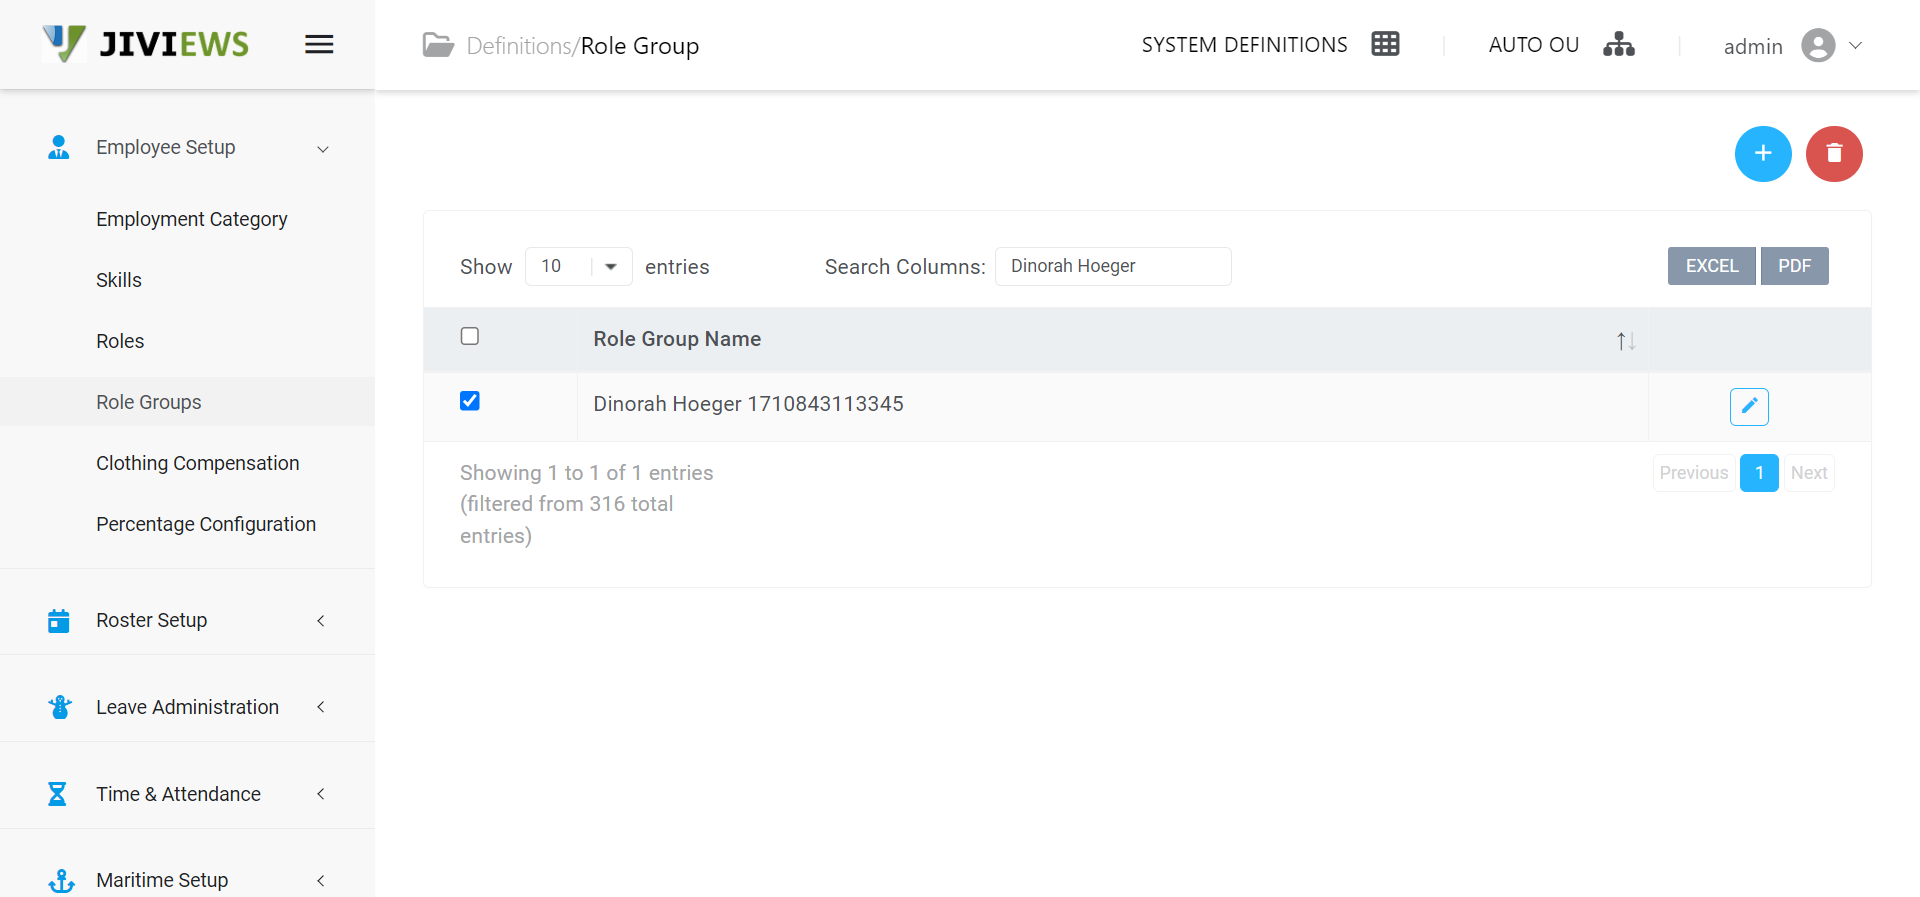 JIVIEWS
Definitions/Role Group
SYSTEM DEFINITIONS
AUTO OU
admin
Employee Setup
Employment Category
Skills
Roles
Role Groups
Clothing Compensation
Percentage Configuration
Roster Setup
Leave Administration
Time & Attendance
Maritime Setup
Show 10 entries
Search Columns: Dinorah Hoeger
EXCEL PDF
Role Group Name
Dinorah Hoeger 1710843113345
Showing 1 to 1 of 1 entries
(filtered from 316 total
entries)
Previous 1 Next